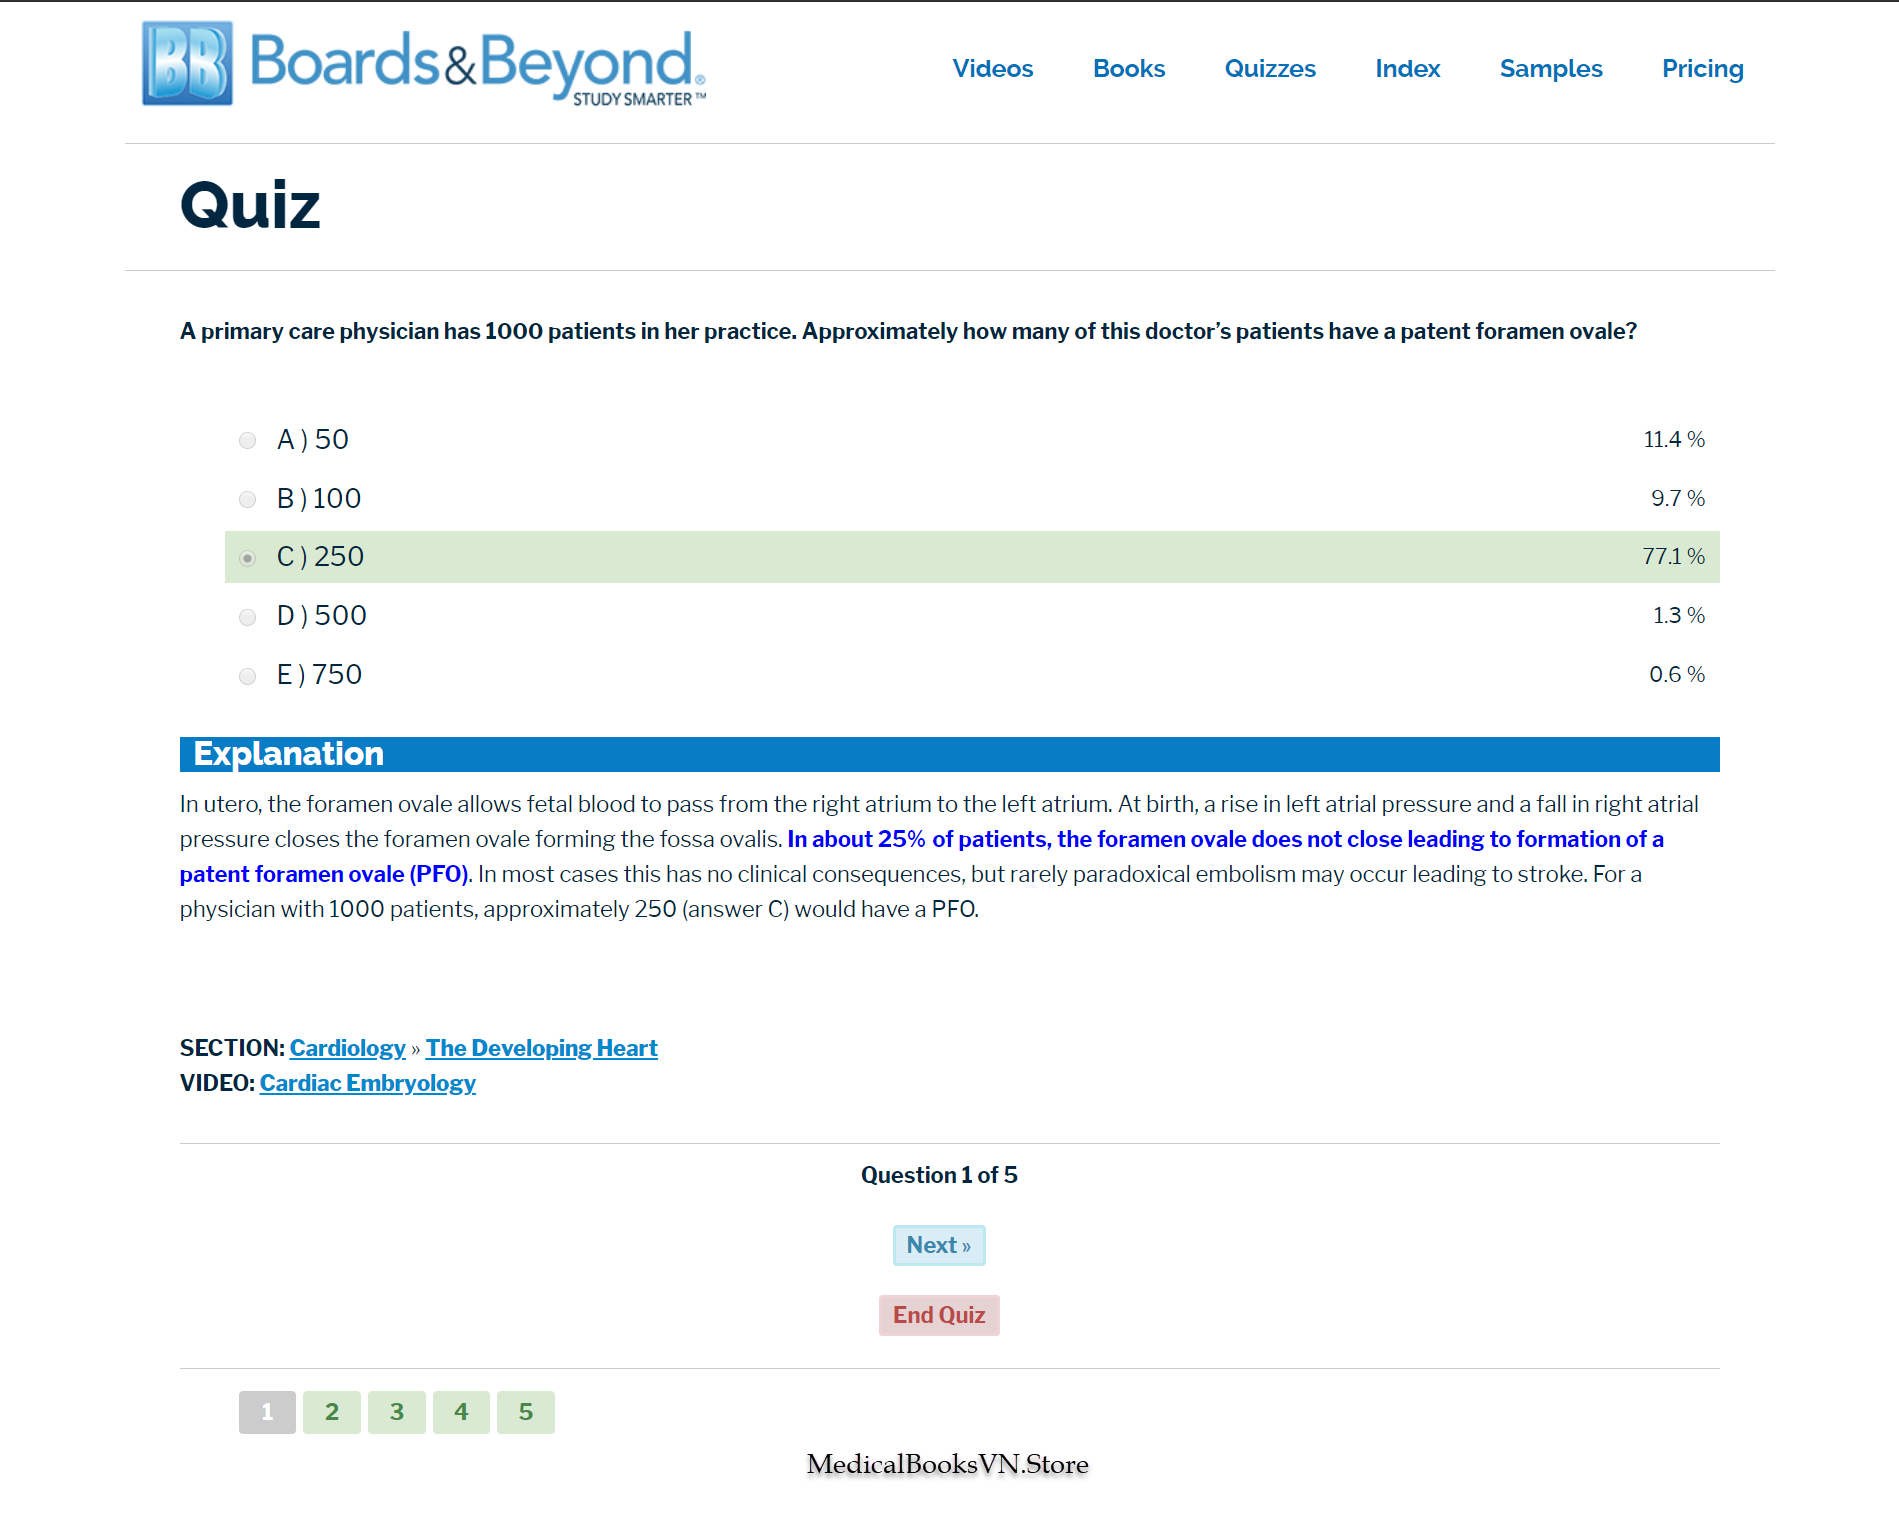 BB Boards&Beyond®
STUDY SMARTER™
Videos Books Quizzes Index Samples Pricing
Quiz
A primary care physician has 1000 patients in her practice. Approximately how many of this doctor’s patients have a patent foramen ovale?
A ) 50 11.4 %
B ) 100 9.7 %
C ) 250 77.1 %
D ) 500 1.3 %
E ) 750 0.6 %
Explanation
In utero, the foramen ovale allows fetal blood to pass from the right atrium to the left atrium. At birth, a rise in left atrial pressure and a fall in right atrial
pressure closes the foramen ovale forming the fossa ovalis. In about 25% of patients, the foramen ovale does not close leading to formation of a
patent foramen ovale (PFO). In most cases this has no clinical consequences, but rarely paradoxical embolism may occur leading to stroke. For a
physician with 1000 patients, approximately 250 (answer C) would have a PFO.
SECTION: Cardiology » The Developing Heart
VIDEO: Cardiac Embryology
Question 1 of 5
Next »
End Quiz
1 2 3 4 5
MedicalBooksVN.Store